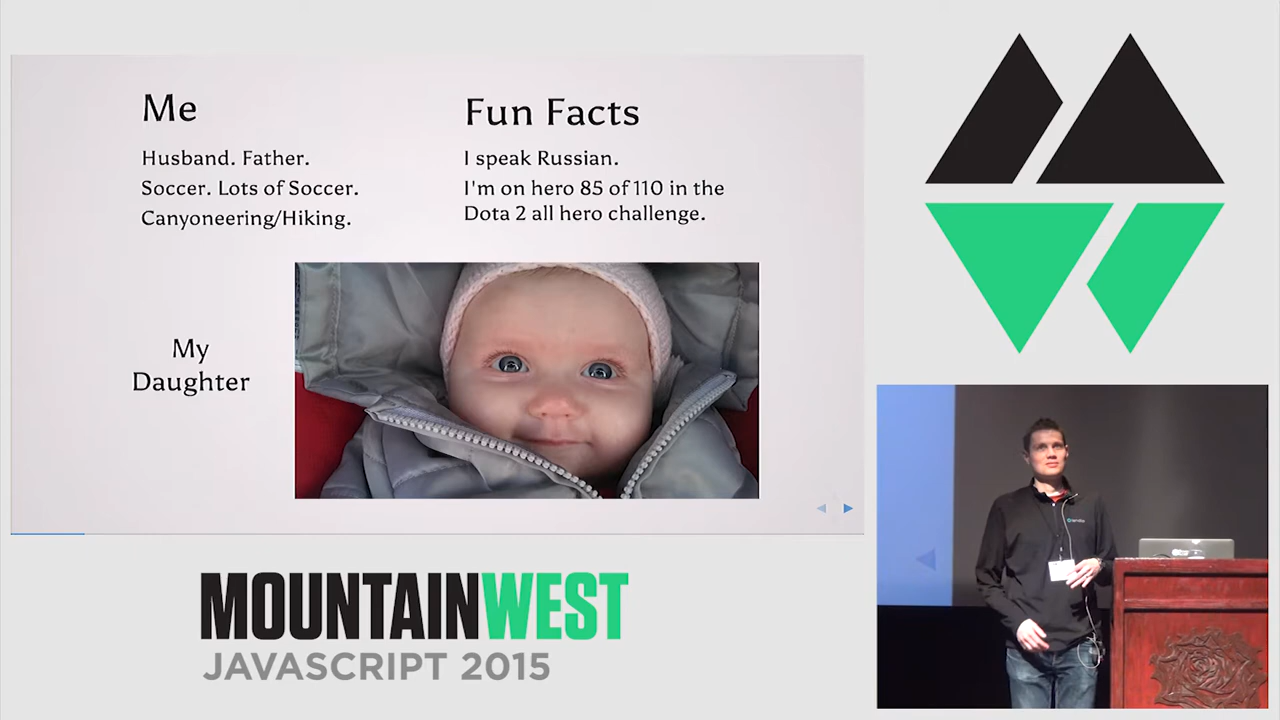 Me
Husband. Father.
Soccer. Lots of Soccer.
Canyoneering/Hiking.
Fun Facts
I speak Russian.
I'm on hero 85 of 110 in the
Dota 2 all hero challenge.
My
Daughter
MOUNTAINWEST
JAVASCRIPT 2015